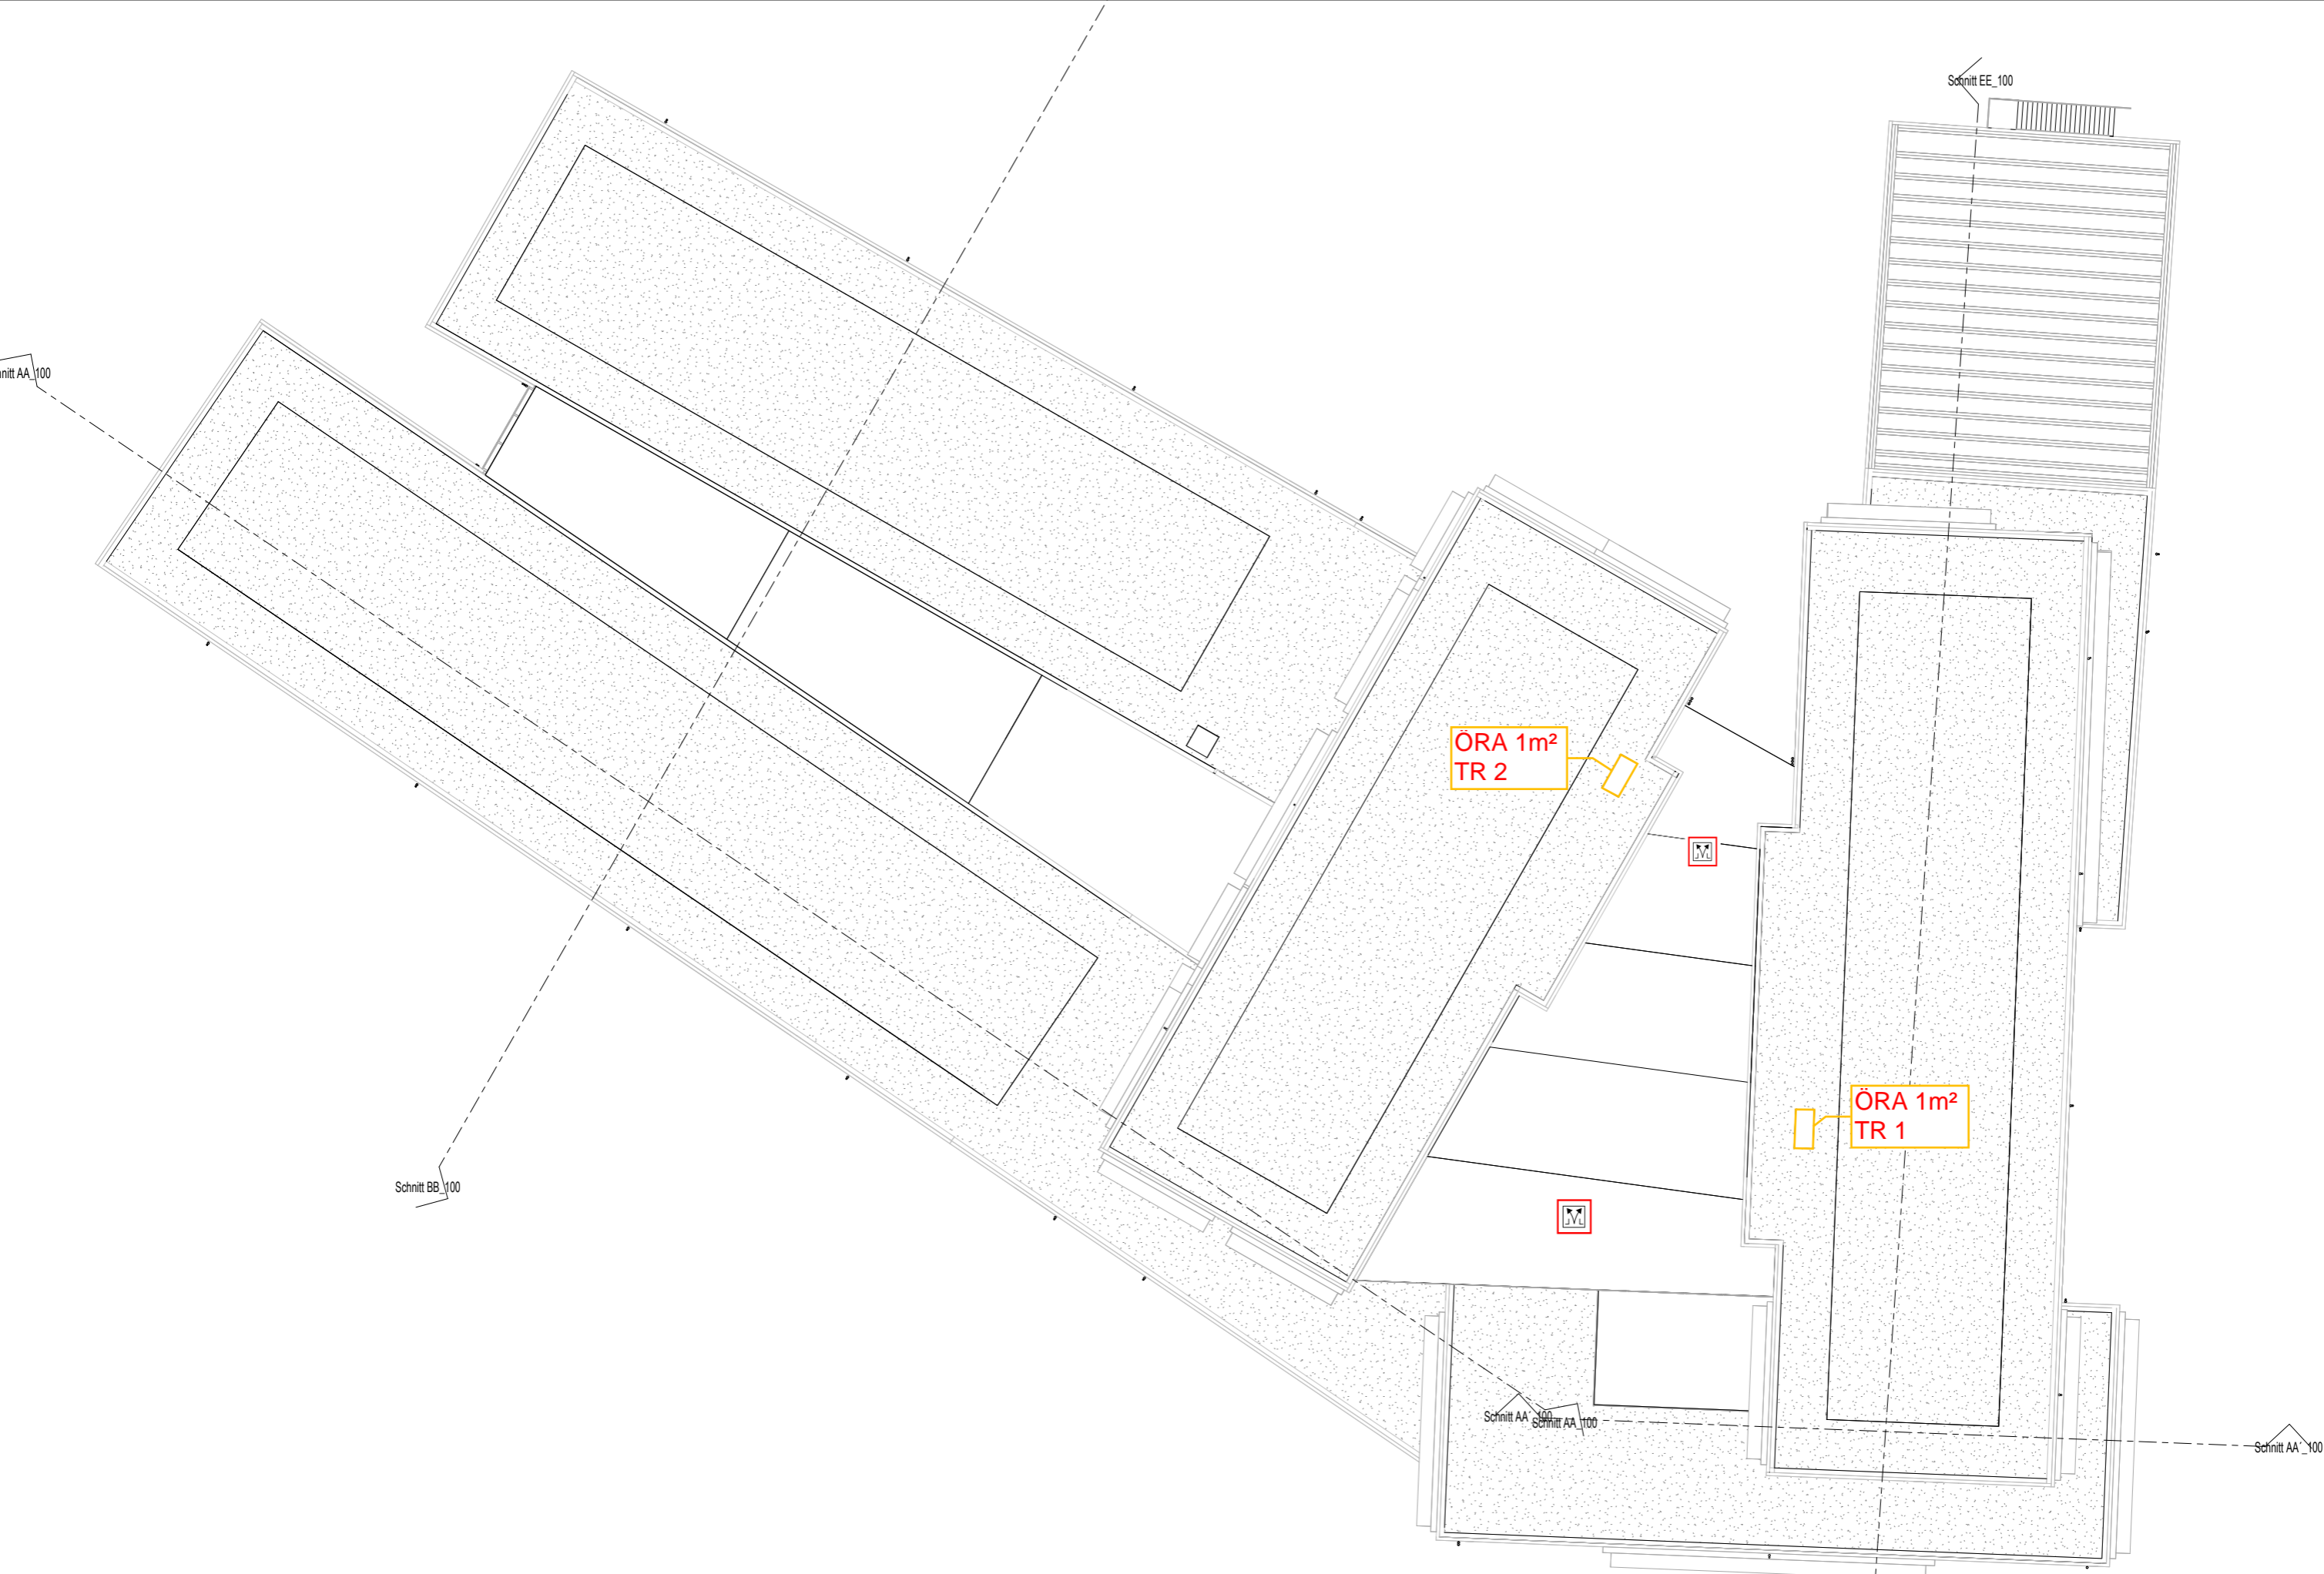 Schnitt EE_100
nitt AA_100
ÖRA 1m²
TR 2
ÖRA 1m²
TR 1
Schnitt BB_100
Schnitt AA´_100
Schnitt AA_100
Schnitt AA´_100